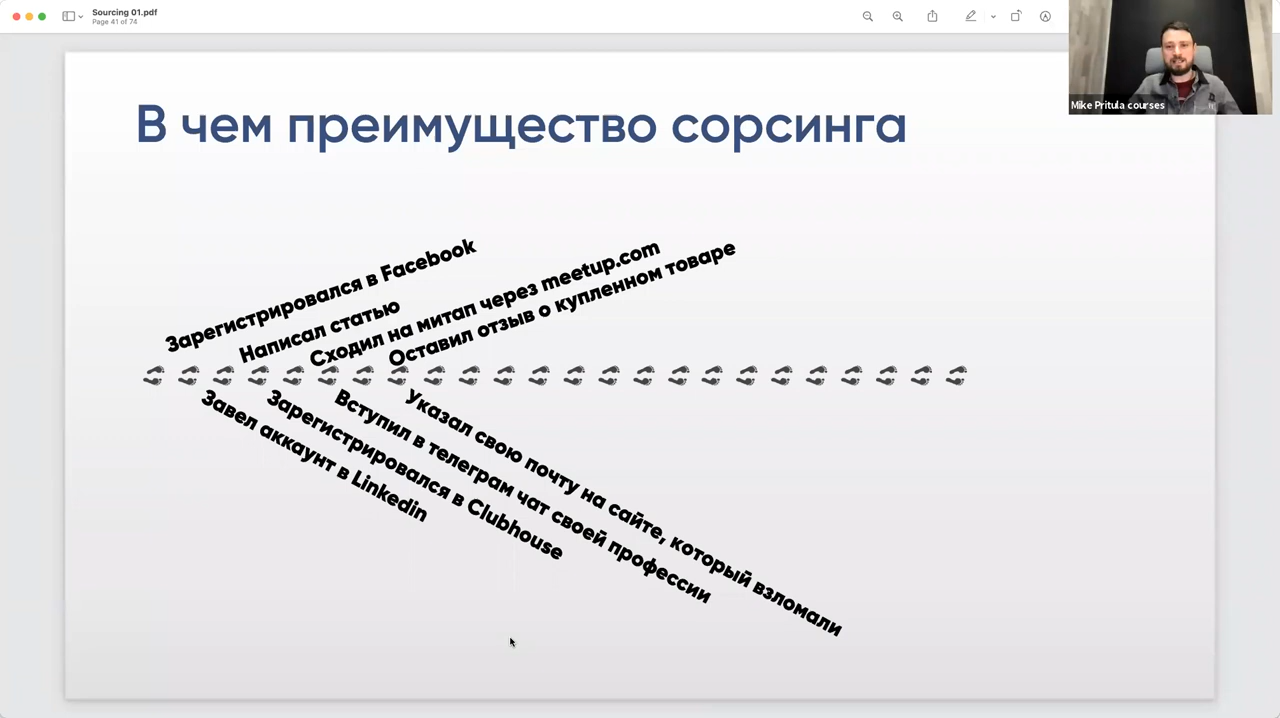 Sourcing 01.pdf
Page 41 of 74
Mike Pritula courses
В чем преимущество сорсинга
Зарегистрировался в Facebook
Написал статью
Сходил на митап через meetup.com
Оставил отзыв о купленном товаре
Завел аккаунт в Linkedin
Зарегистрировался в Clubhouse
Вступил в телеграм чат своей профессии
Указал свою почту на сайте, который взломали